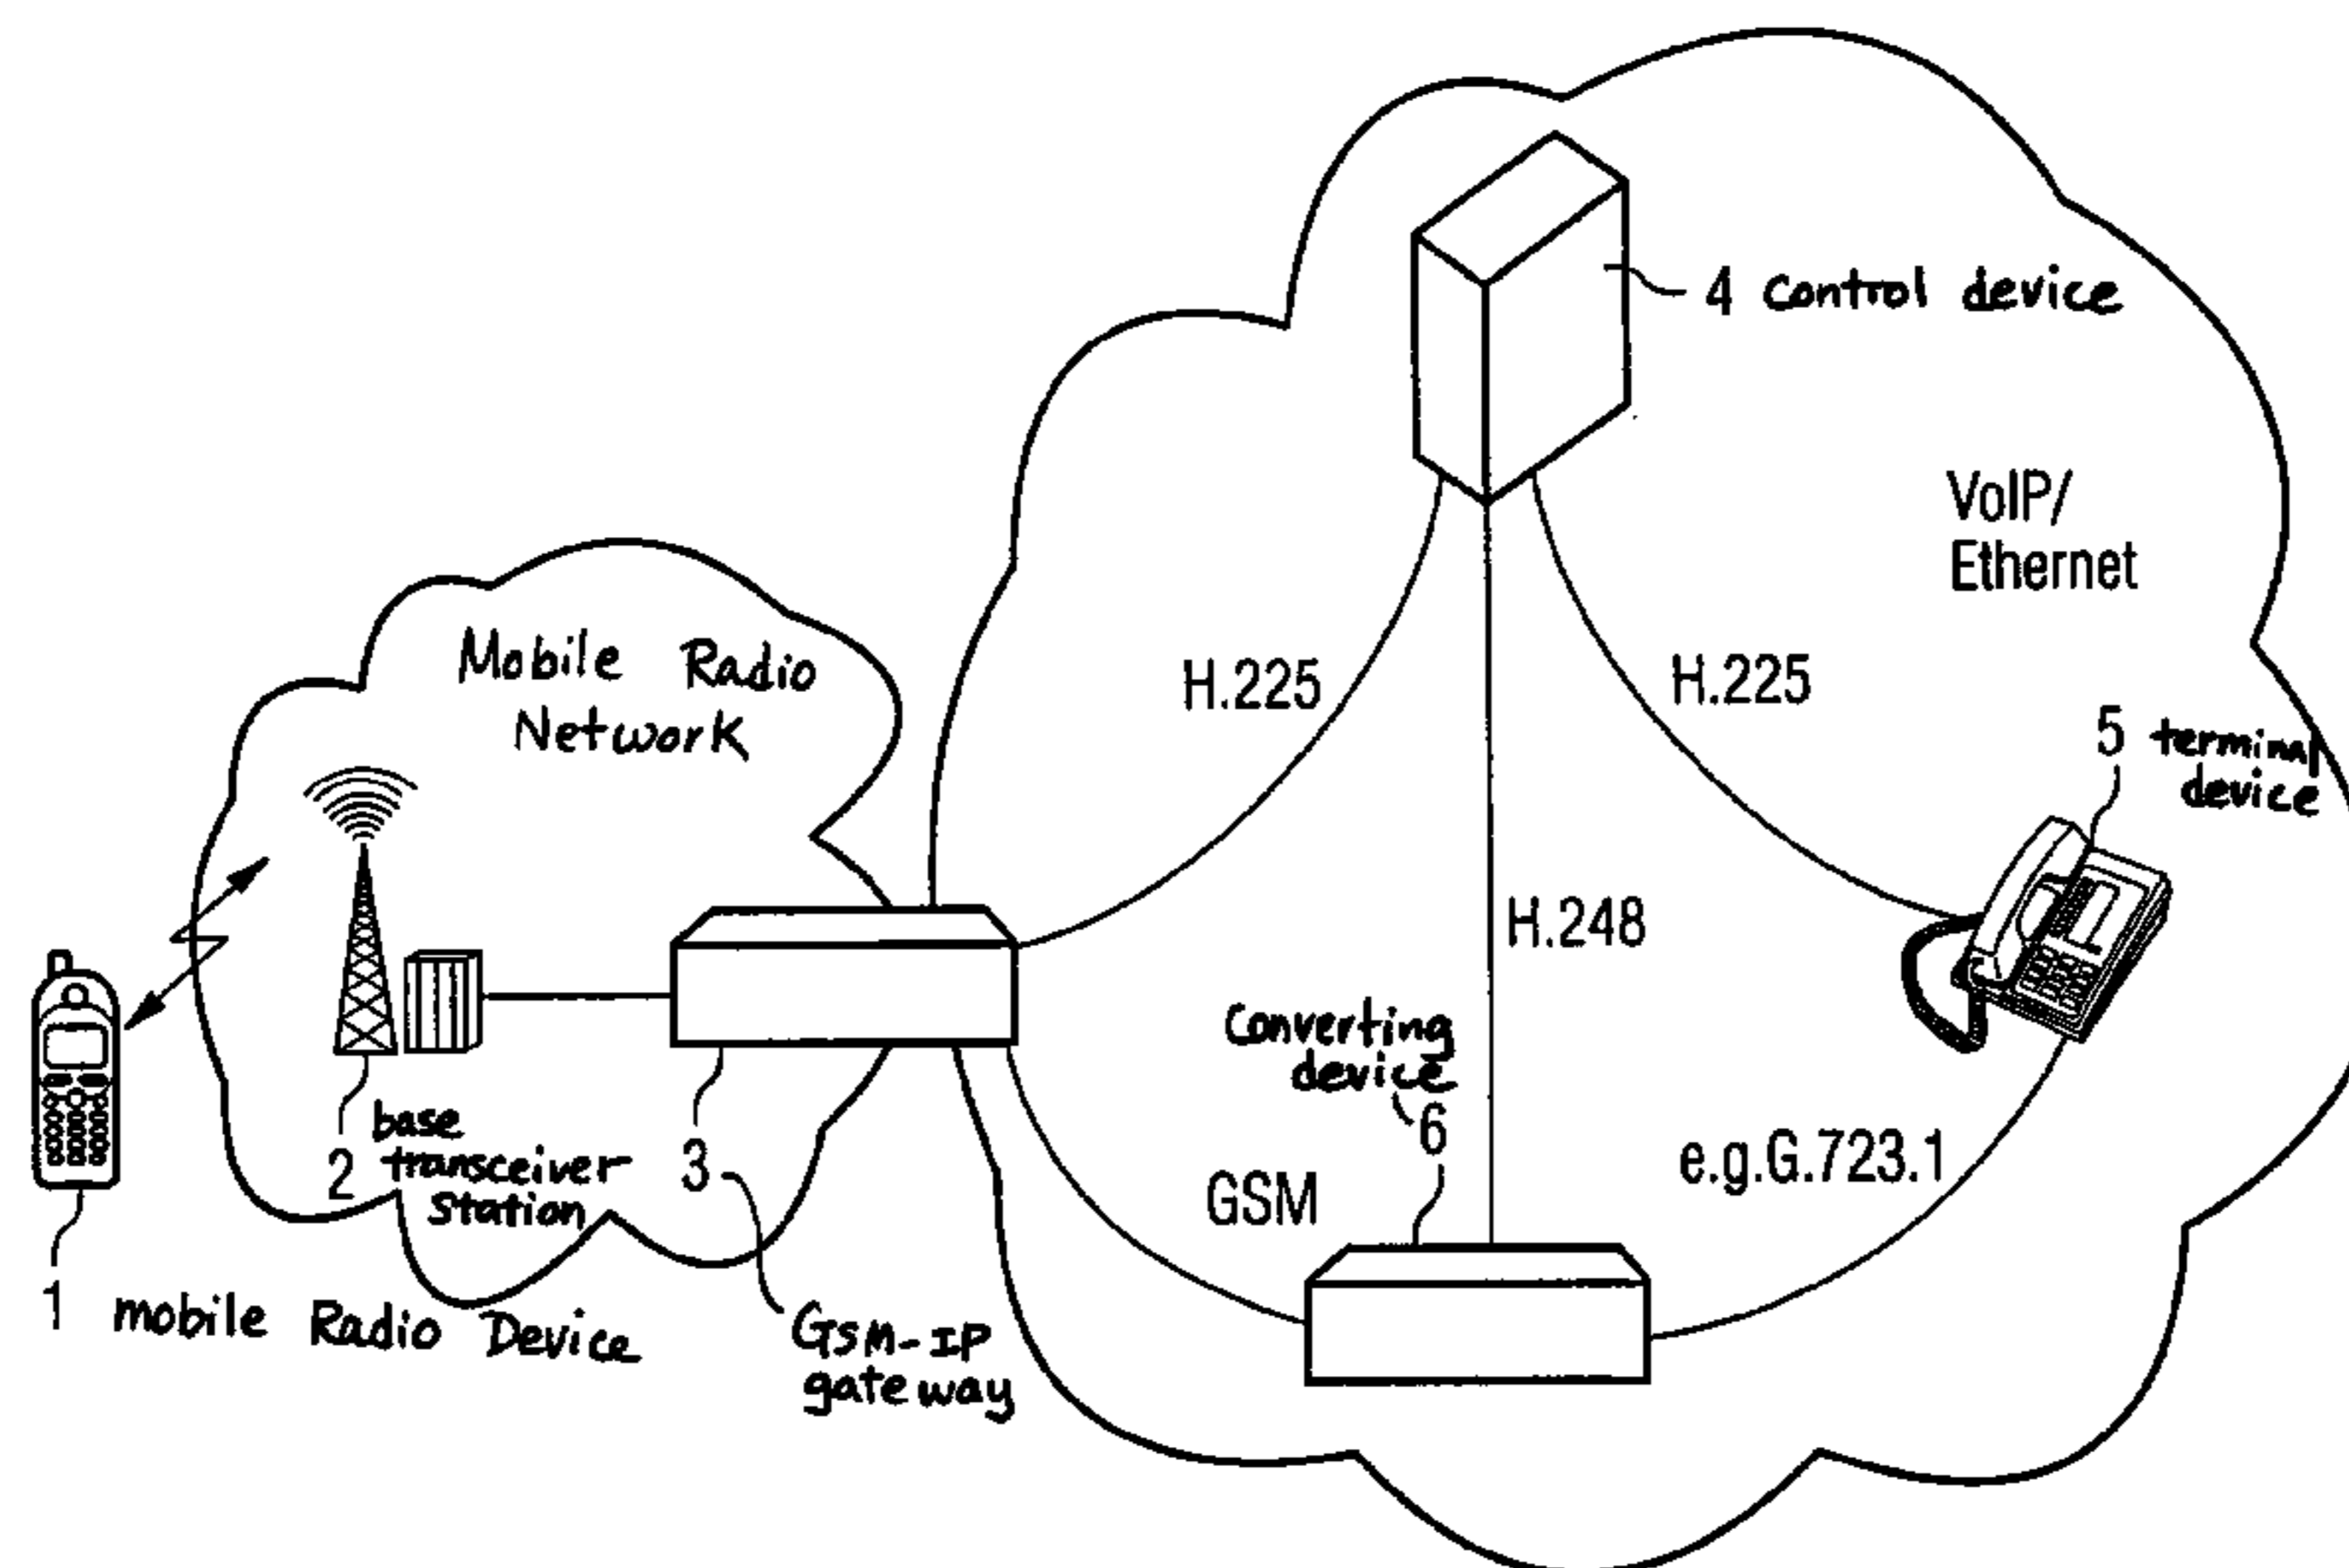 4 control device
VoIP/
Ethernet
Mobile Radio
Network
H.225
H.225
5 terminal
device
H.248
Converting
device
6
2 base
transceiver
station
3
e.g.G.723.1
GSM
1 mobile Radio Device
GSM-IP
gateway